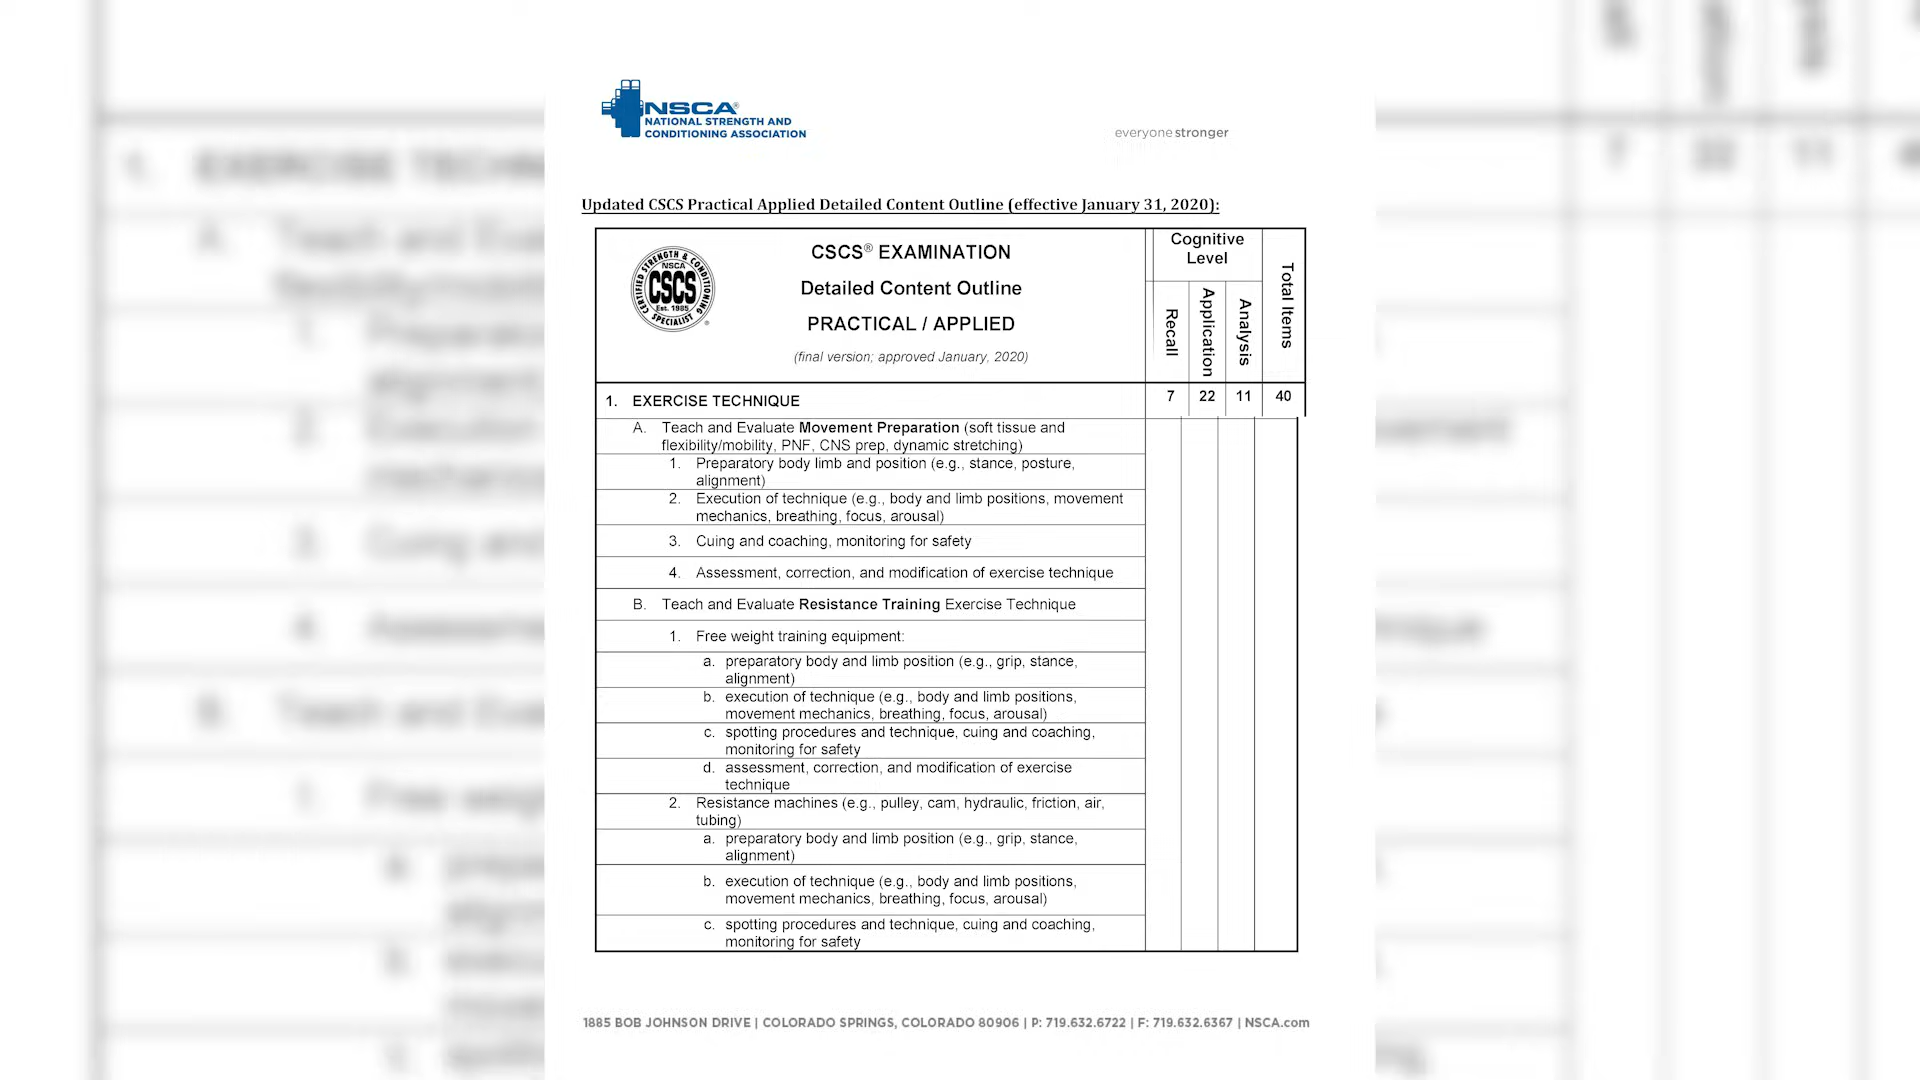 NSCA®
NATIONAL STRENGTH AND
CONDITIONING ASSOCIATION
everyonestronger
Updated CSCS Practical Applied Detailed Content Outline (effective January 31, 2020):
CERTIFIED STRENGTH & CONDITIONING SPECIALIST ®
NSCA
CSCS
Est. 1985
CSCS® EXAMINATION
Detailed Content Outline
PRACTICAL / APPLIED
(final version; approved January, 2020)
Cognitive
Level
Recall
Application
Analysis
Total Items
1. EXERCISE TECHNIQUE 7 22 11 40
A. Teach and Evaluate Movement Preparation (soft tissue and
flexibility/mobility, PNF, CNS prep, dynamic stretching)
1. Preparatory body limb and position (e.g., stance, posture,
alignment)
2. Execution of technique (e.g., body and limb positions, movement
mechanics, breathing, focus, arousal)
3. Cuing and coaching, monitoring for safety
4. Assessment, correction, and modification of exercise technique
B. Teach and Evaluate Resistance Training Exercise Technique
1. Free weight training equipment:
a. preparatory body and limb position (e.g., grip, stance,
alignment)
b. execution of technique (e.g., body and limb positions,
movement mechanics, breathing, focus, arousal)
c. spotting procedures and technique, cuing and coaching,
monitoring for safety
d. assessment, correction, and modification of exercise
technique
2. Resistance machines (e.g., pulley, cam, hydraulic, friction, air,
tubing)
a. preparatory body and limb position (e.g., grip, stance,
alignment)
b. execution of technique (e.g., body and limb positions,
movement mechanics, breathing, focus, arousal)
c. spotting procedures and technique, cuing and coaching,
monitoring for safety
1885 BOB JOHNSON DRIVE | COLORADO SPRINGS, COLORADO 80906 | P: 719.632.6722 | F: 719.632.6367 | NSCA.com